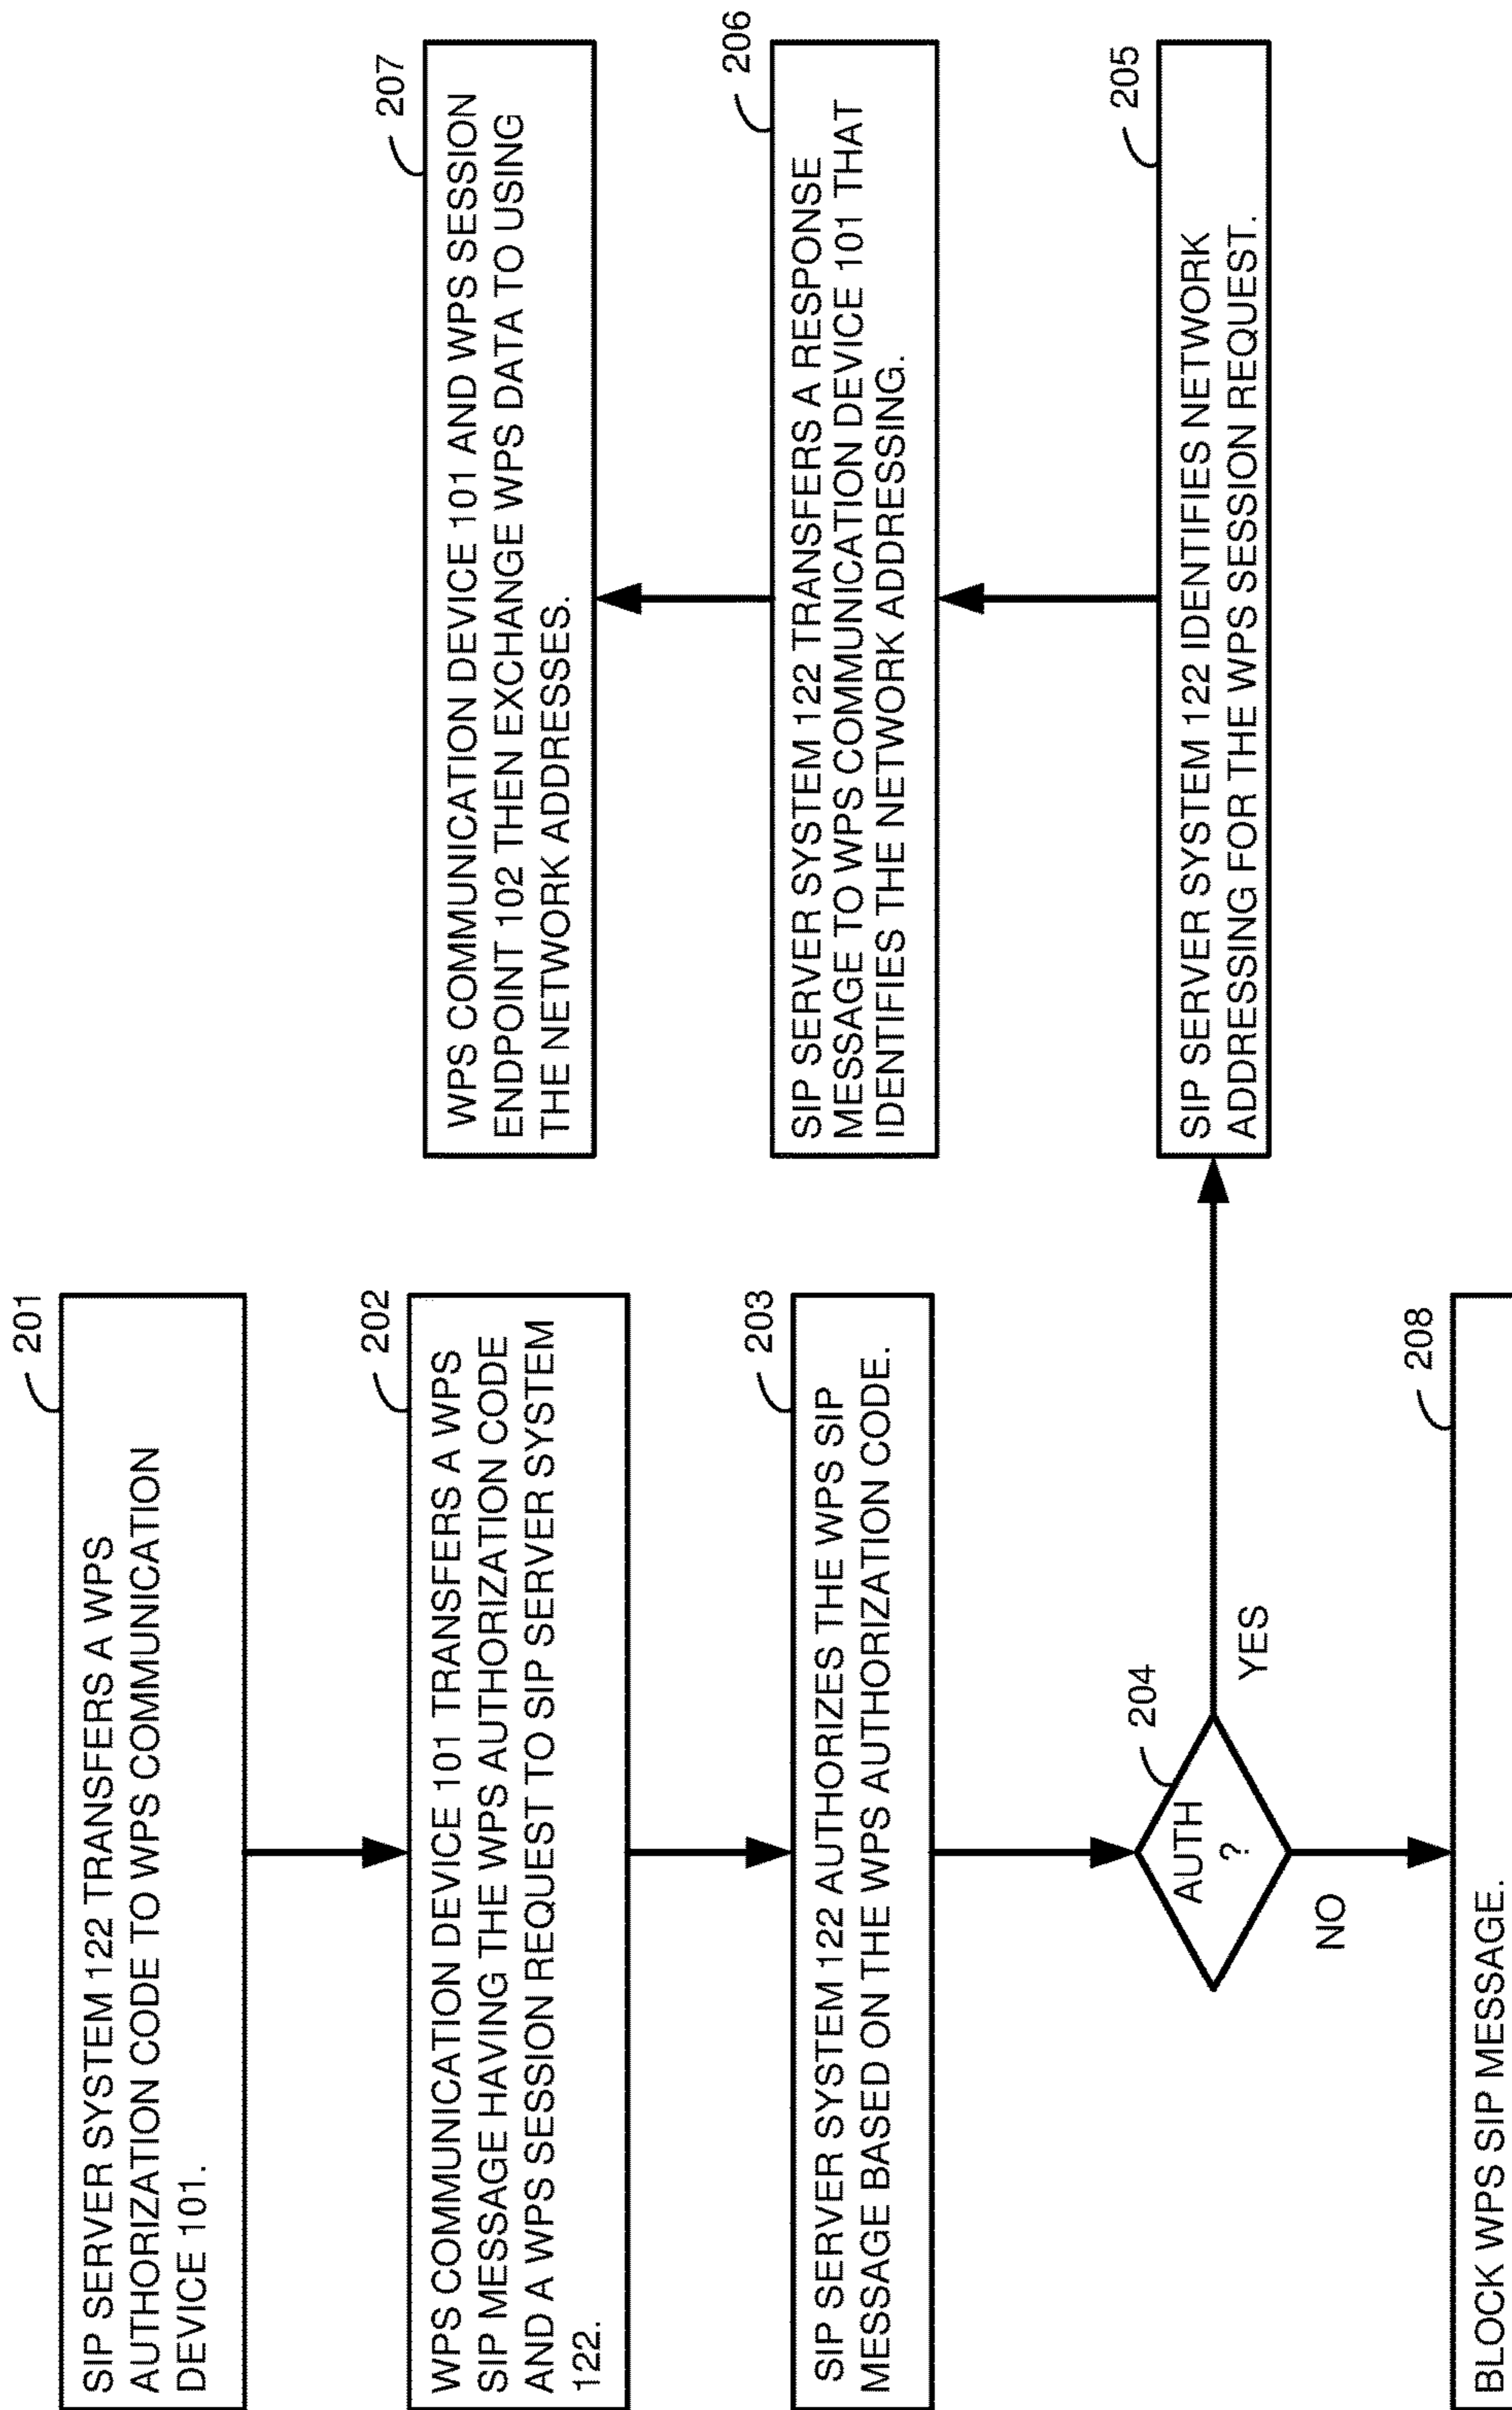 201
SIP SERVER SYSTEM 122 TRANSFERS A WPS
AUTHORIZATION CODE TO WPS COMMUNICATION
DEVICE 101.
202
WPS COMMUNICATION DEVICE 101 TRANSFERS A WPS
SIP MESSAGE HAVING THE WPS AUTHORIZATION CODE
AND A WPS SESSION REQUEST TO SIP SERVER SYSTEM
122.
203
SIP SERVER SYSTEM 122 AUTHORIZES THE WPS SIP
MESSAGE BASED ON THE WPS AUTHORIZATION CODE.
204
AUTH
?
YES
NO
205
SIP SERVER SYSTEM 122 IDENTIFIES NETWORK
ADDRESSING FOR THE WPS SESSION REQUEST.
206
SIP SERVER SYSTEM 122 TRANSFERS A RESPONSE
MESSAGE TO WPS COMMUNICATION DEVICE 101 THAT
IDENTIFIES THE NETWORK ADDRESSING.
207
WPS COMMUNICATION DEVICE 101 AND WPS SESSION
ENDPOINT 102 THEN EXCHANGE WPS DATA TO USING
THE NETWORK ADDRESSES.
208
BLOCK WPS SIP MESSAGE.